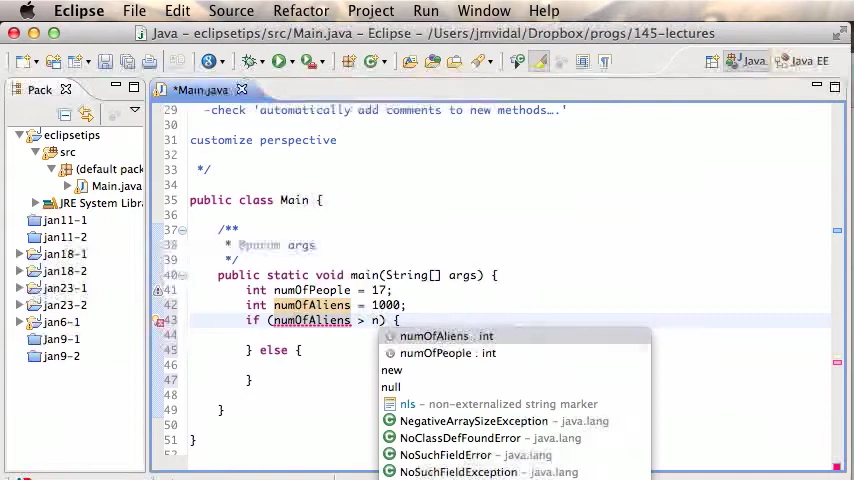 Eclipse File Edit Source Refactor Project Run Window Help
Java - eclipsetips/src/Main.java - Eclipse - /Users/jmvidal/Dropbox/progs/145-lectures
Java Java EE
Pack
*Main.java
eclipsetips
src
(default pack
Main.java
JRE System Libra
jan11-1
jan11-2
jan18-1
jan18-2
jan23-1
jan23-2
jan6-1
Jan9-1
jan9-2
29 -check 'automatically add comments to new methods….'
30
31 customize perspective
32
33 */
34
35 public class Main {
36
37 /**
38 * @param args
39 */
40 public static void main(String[] args) {
41 int numOfPeople = 17;
42 int numOfAliens = 1000;
43 if (numOfAliens > n) {
44
45 } else {
46
47 }
48
49 }
50
51 }
52
numOfAliens : int
numOfPeople : int
new
null
nls - non-externalized string marker
NegativeArraySizeException - java.lang
NoClassDefFoundError - java.lang
NoSuchFieldError - java.lang
NoSuchFieldException - java.lang